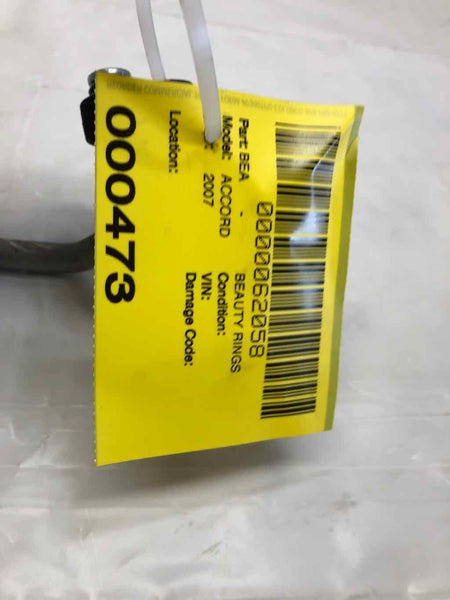 0000062058
Part: BEA - BEAUTY RINGS
Model: ACCORD Condition:
2007 VIN:
Damage Code:
Location:
000473